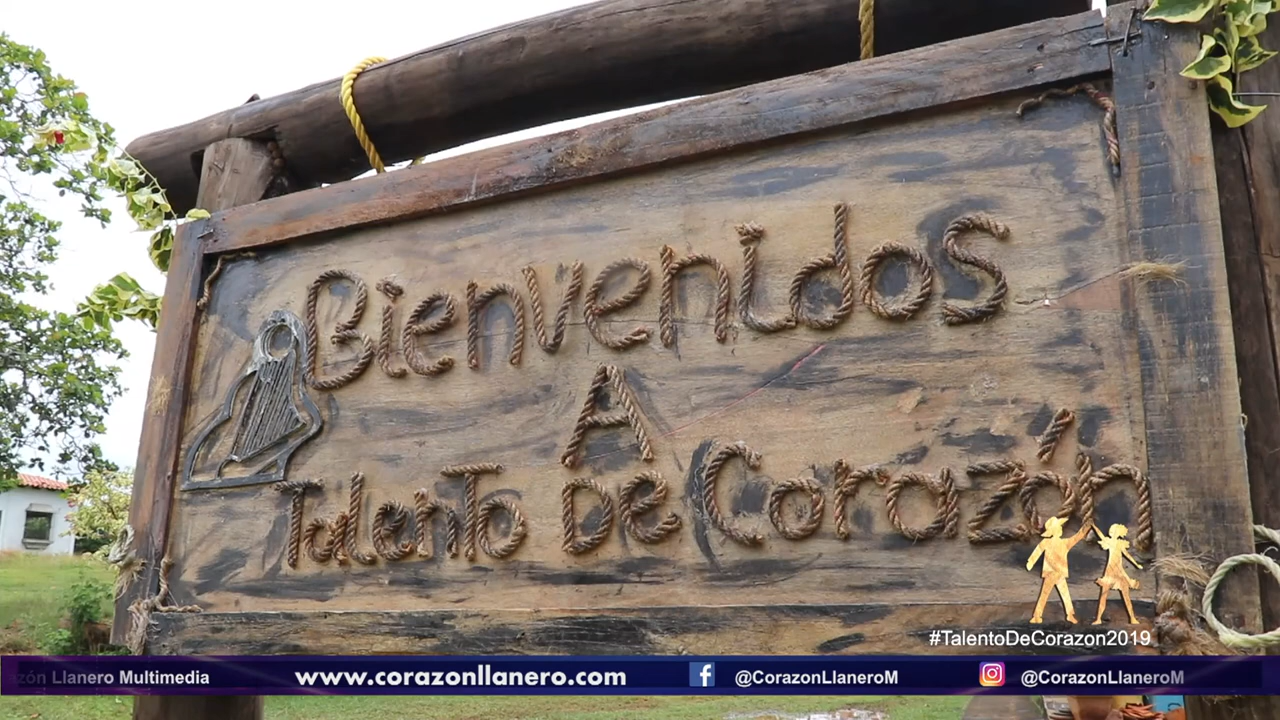 Bienvenidos
A
Talento De Corazón
#TalentoDeCorazon2019
zón Llanero Multimedia
www.corazonllanero.com
@CorazonLlaneroM
@CorazonLlaneroM